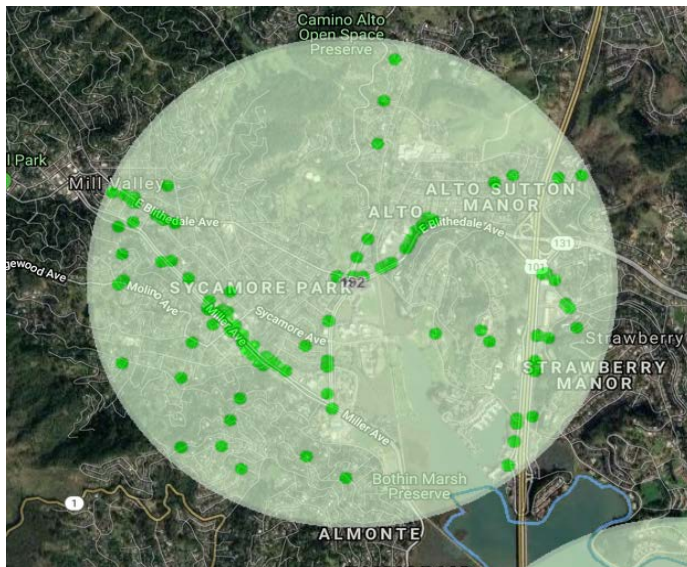 Camino Alto
Open Space
Preserve
l Park
Mill Valley
E Blithedale Ave
ALTO SUTTON
MANOR
ALTO
E Blithedale Ave
131
101
gewood Ave
SYCAMORE PARK
192
Molino Ave
Miller Ave
Sycamore Ave
Strawberry
STRAWBERRY
MANOR
Miller Ave
Bothin Marsh
Preserve
1
ALMONTE